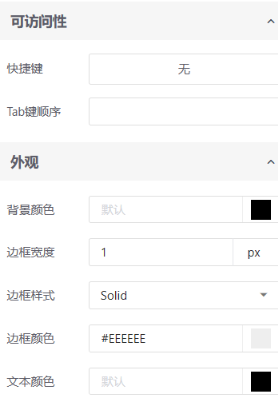 可访问性
快捷键 无
Tab键顺序
外观
背景颜色 默认
边框宽度 1 px
边框样式 Solid
边框颜色 #EEEEEE
文本颜色 默认